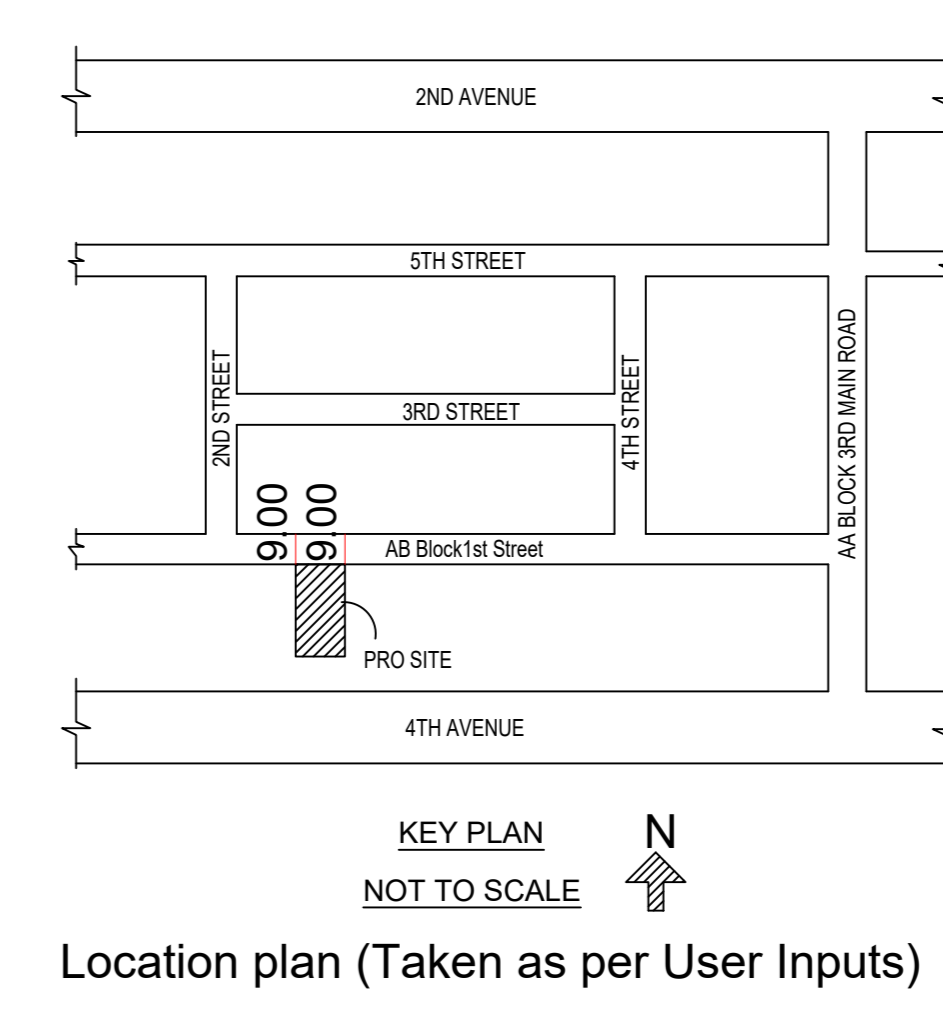 2ND AVENUE
5TH STREET
2ND STREET
3RD STREET
4TH STREET
AA BLOCK 3RD MAIN ROAD
9.00
9.00
AB Block1st Street
PRO SITE
4TH AVENUE
KEY PLAN
N
NOT TO SCALE
Location plan (Taken as per User Inputs)